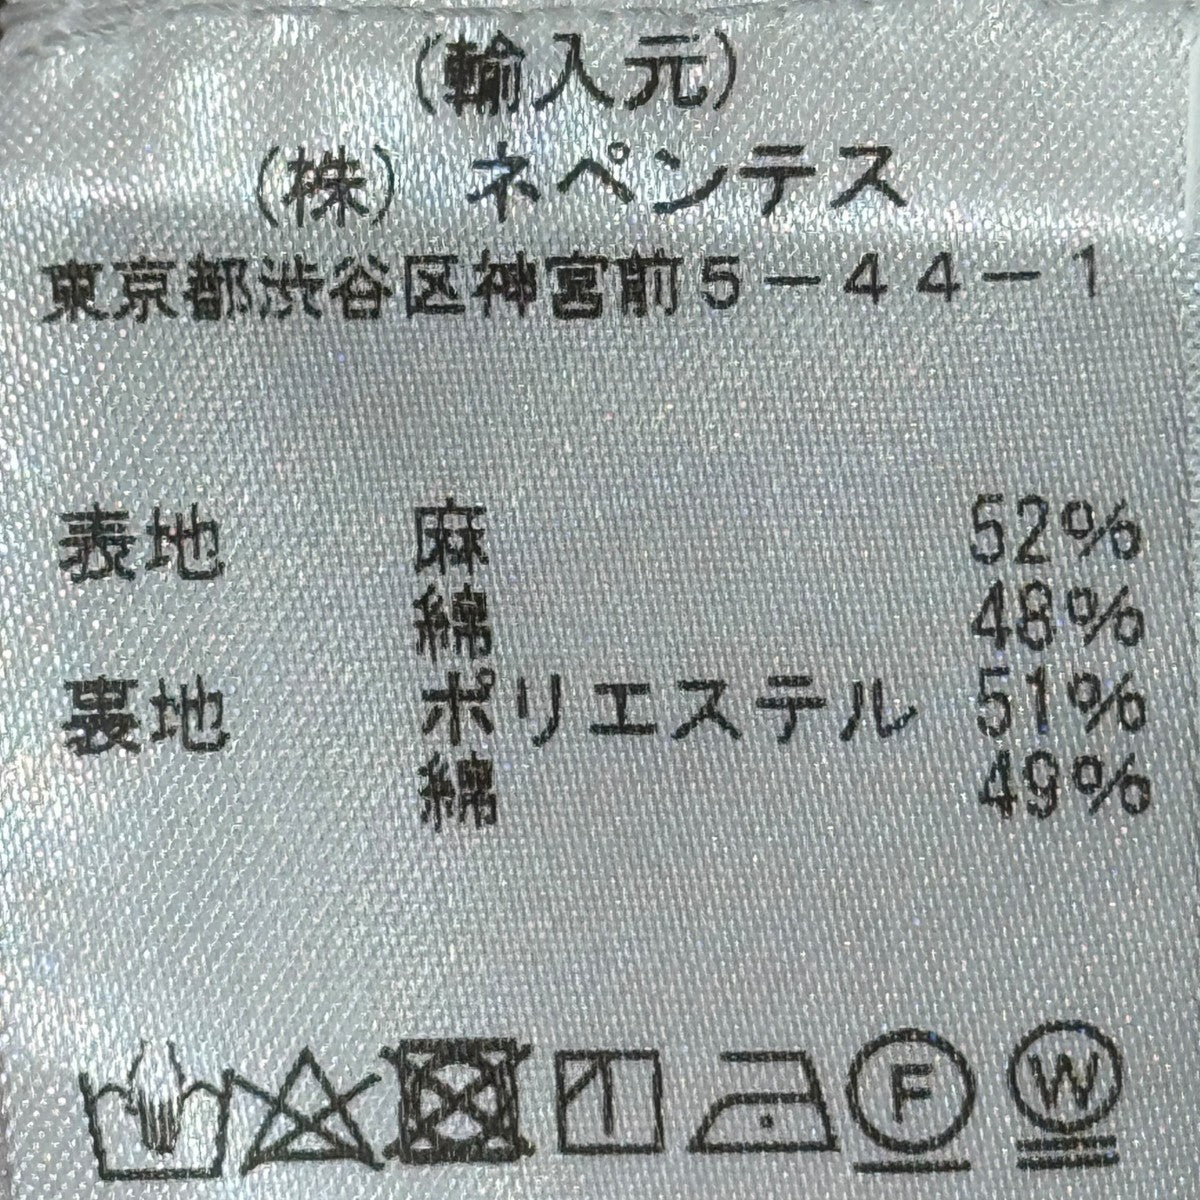 (輸入元)
(株) ネペンテス
東京都渋谷区神宮前5-44-1
表地 麻 52%
綿 48%
裏地 ポリエステル 51%
綿 49%
F W